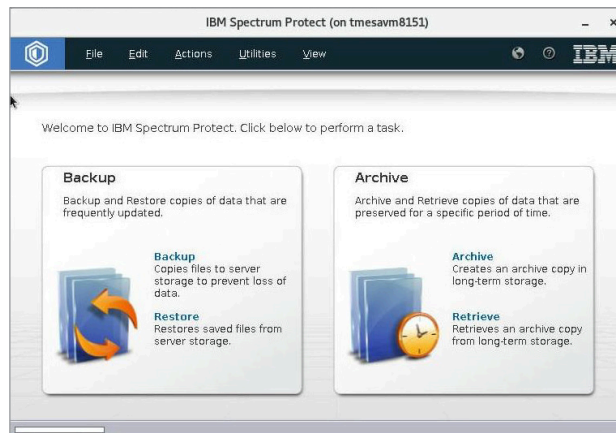 IBM Spectrum Protect (on tmesavm8151)
File Edit Actions Utilities View
IBM
Welcome to IBM Spectrum Protect. Click below to perform a task.
Backup
Backup and Restore copies of data that are
frequently updated.
Backup
Copies files to server
storage to prevent loss of
data.
Restore
Restores saved files from
server storage.
Archive
Archive and Retrieve copies of data that are
preserved for a specific period of time.
Archive
Creates an archive copy in
long-term storage.
Retrieve
Retrieves an archive copy
from long-term storage.